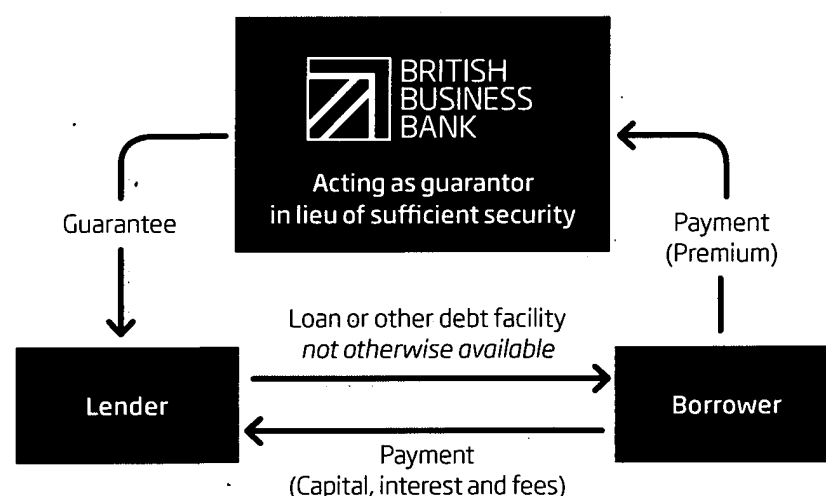 BRITISH
BUSINESS
BANK
Acting as guarantor
in lieu of sufficient security
Guarantee
Payment
(Premium)
Loan or other debt facility
not otherwise available
Lender
Borrower
Payment
(Capital, interest and fees)